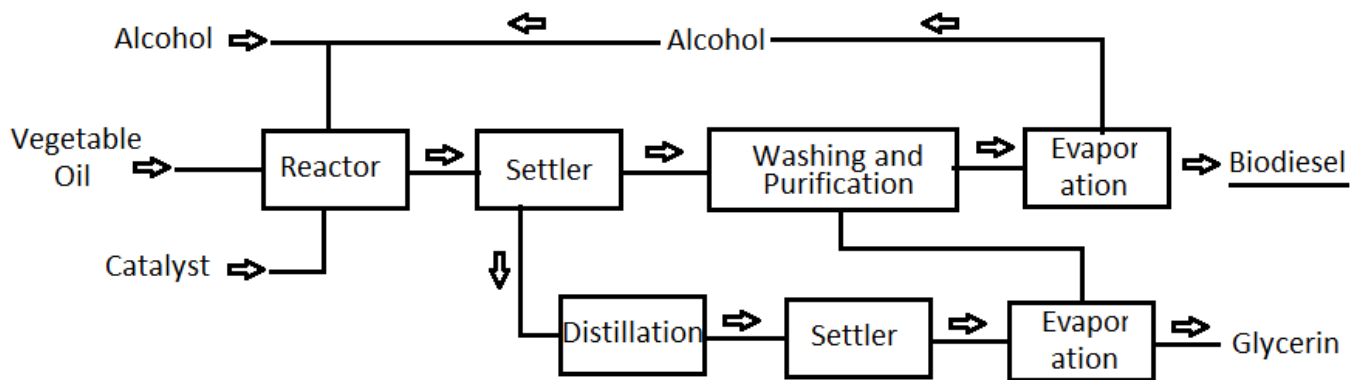 Alcohol
Alcohol
Vegetable
Oil
Reactor
Settler
Washing and
Purification
Evapor
ation
Biodiesel
Catalyst
Distillation
Settler
Evapor
ation
Glycerin